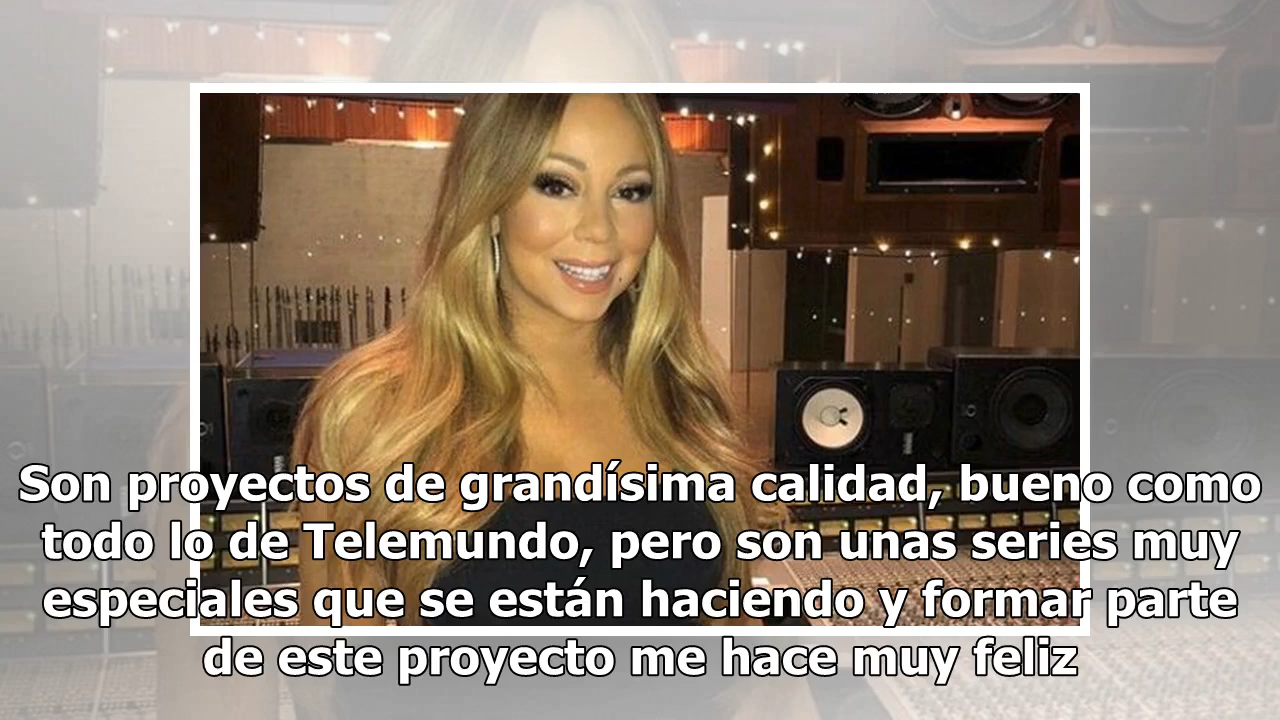 Son proyectos de grandísima calidad, bueno como
todo lo de Telemundo, pero son unas series muy
especiales que se están haciendo y formar parte
de este proyecto me hace muy feliz